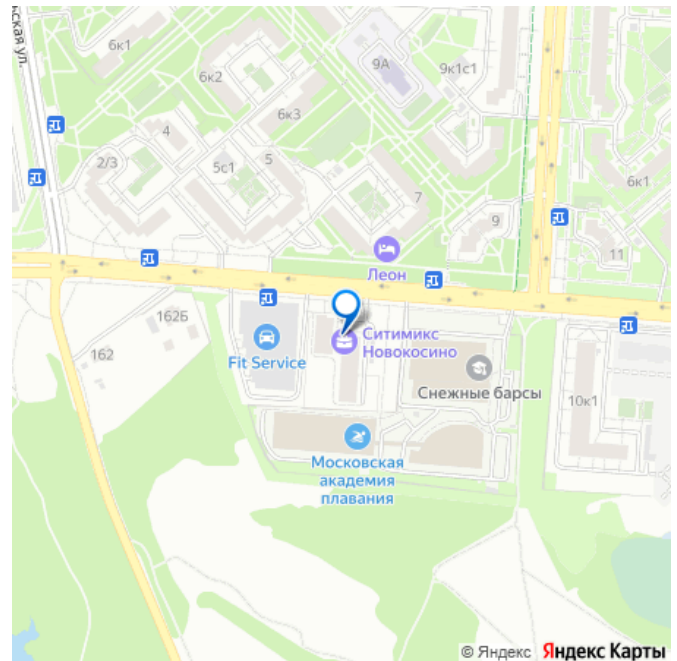 ьская ул.
6к1
6к2
6к3
9А
9к1с1
4
2/3
5с1
5
7
9
6к1
11
Леон
162Б
162
Fit Service
Ситимикс
Новокосино
Снежные барсы
10к1
Московская
академия
плавания
© Яндекс Яндекс Карты